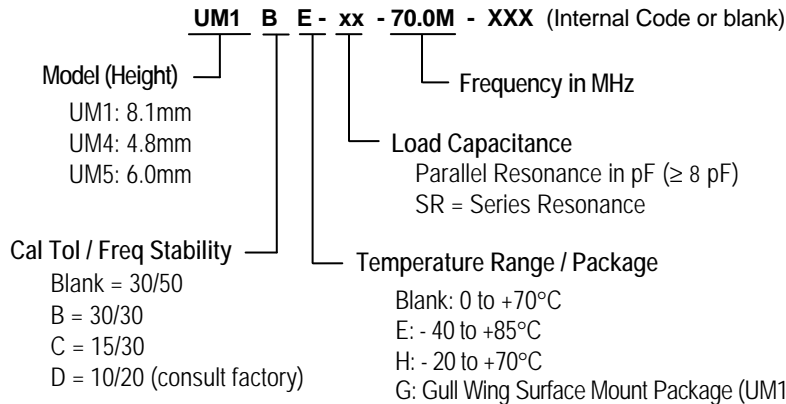 UM1 B E - xx - 70.0M - XXX (Internal Code or blank)
Model (Height)
UM1: 8.1mm
UM4: 4.8mm
UM5: 6.0mm
Frequency in MHz
Load Capacitance
Parallel Resonance in pF (≥ 8 pF)
SR = Series Resonance
Cal Tol / Freq Stability
Blank = 30/50
B = 30/30
C = 15/30
D = 10/20 (consult factory)
Temperature Range / Package
Blank: 0 to +70°C
E: - 40 to +85°C
H: - 20 to +70°C
G: Gull Wing Surface Mount Package (UM1